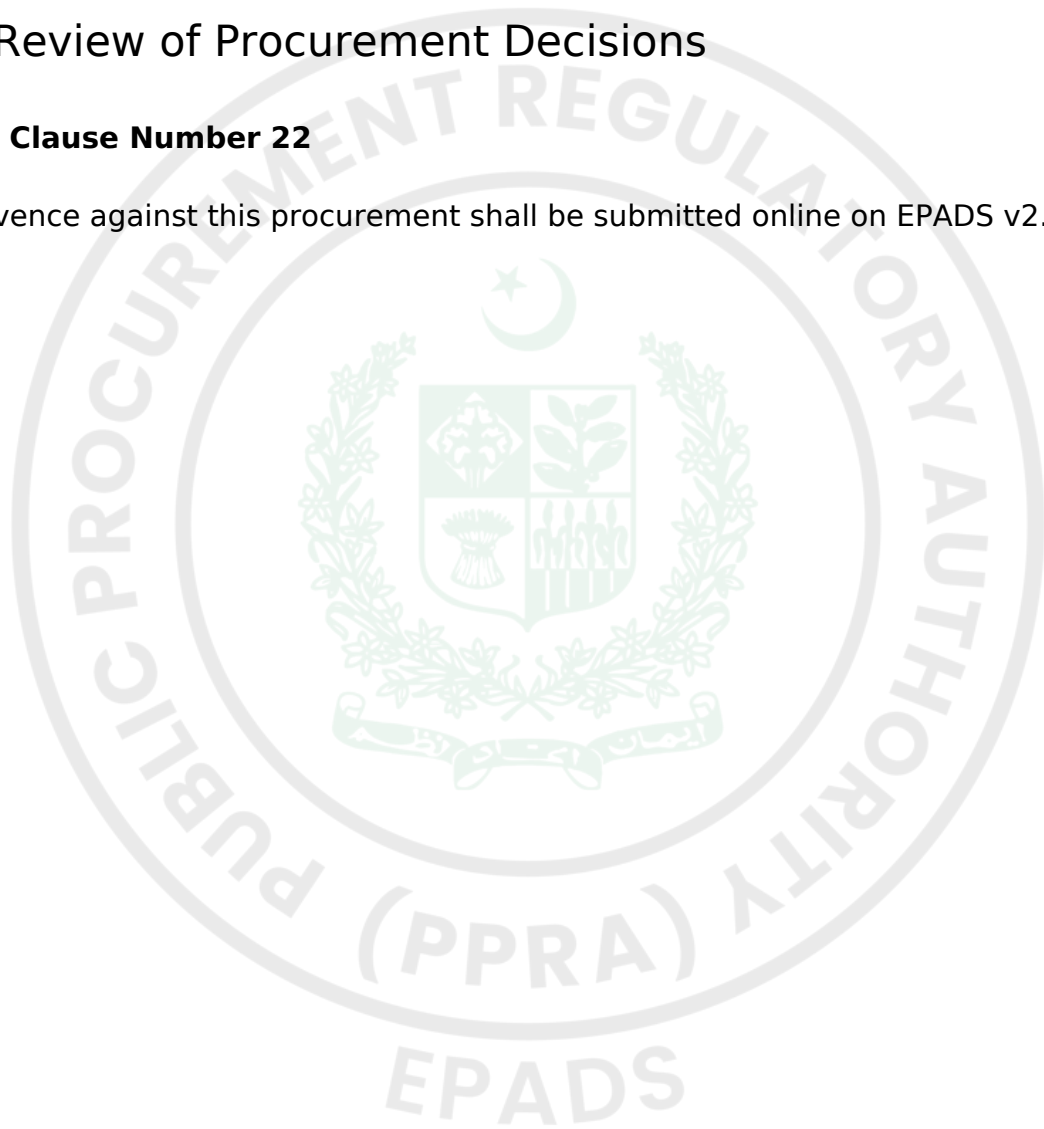 Review of Procurement Decisions
Clause Number 22
vence against this procurement shall be submitted online on EPADS v2.
PUBLIC PROCUREMENT REGULATORY AUTHORITY
(PPRA)
EPADS